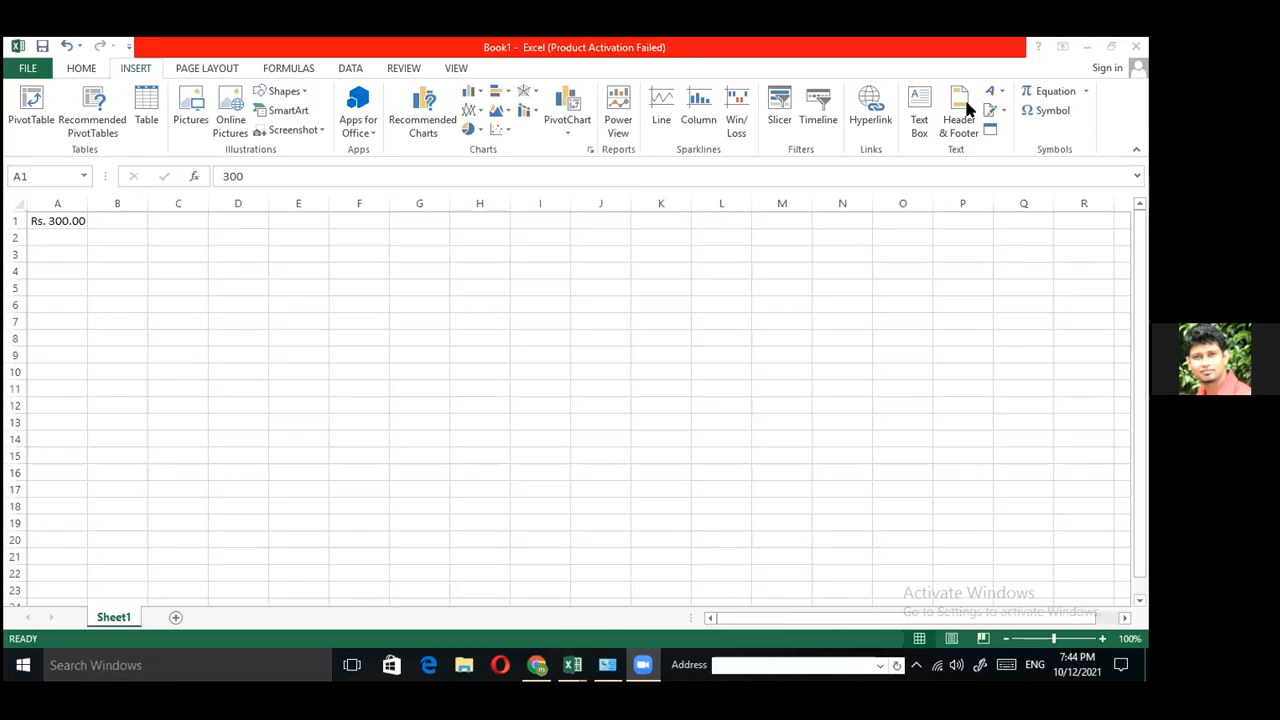 Book1 - Excel (Product Activation Failed)
FILE HOME INSERT PAGE LAYOUT FORMULAS DATA REVIEW VIEW Sign in
PivotTable Recommended PivotTables Table
Pictures Online Pictures Shapes SmartArt Screenshot
Apps for Office
Recommended Charts PivotChart
Power View
Line Column Win/Loss
Slicer Timeline
Hyperlink
Text Box Header & Footer
Equation Symbol
Tables Illustrations Apps Charts Reports Sparklines Filters Links Text Symbols
A1 fx 300
A B C D E F G H I J K L M N O P Q R
1 Rs. 300.00
2
3
4
5
6
7
8
9
10
11
12
13
14
15
16
17
18
19
20
21
22
23
Activate Windows
Go to Settings to activate Windows.
Sheet1
READY 100%
Search Windows Address ENG 7:44 PM
10/12/2021